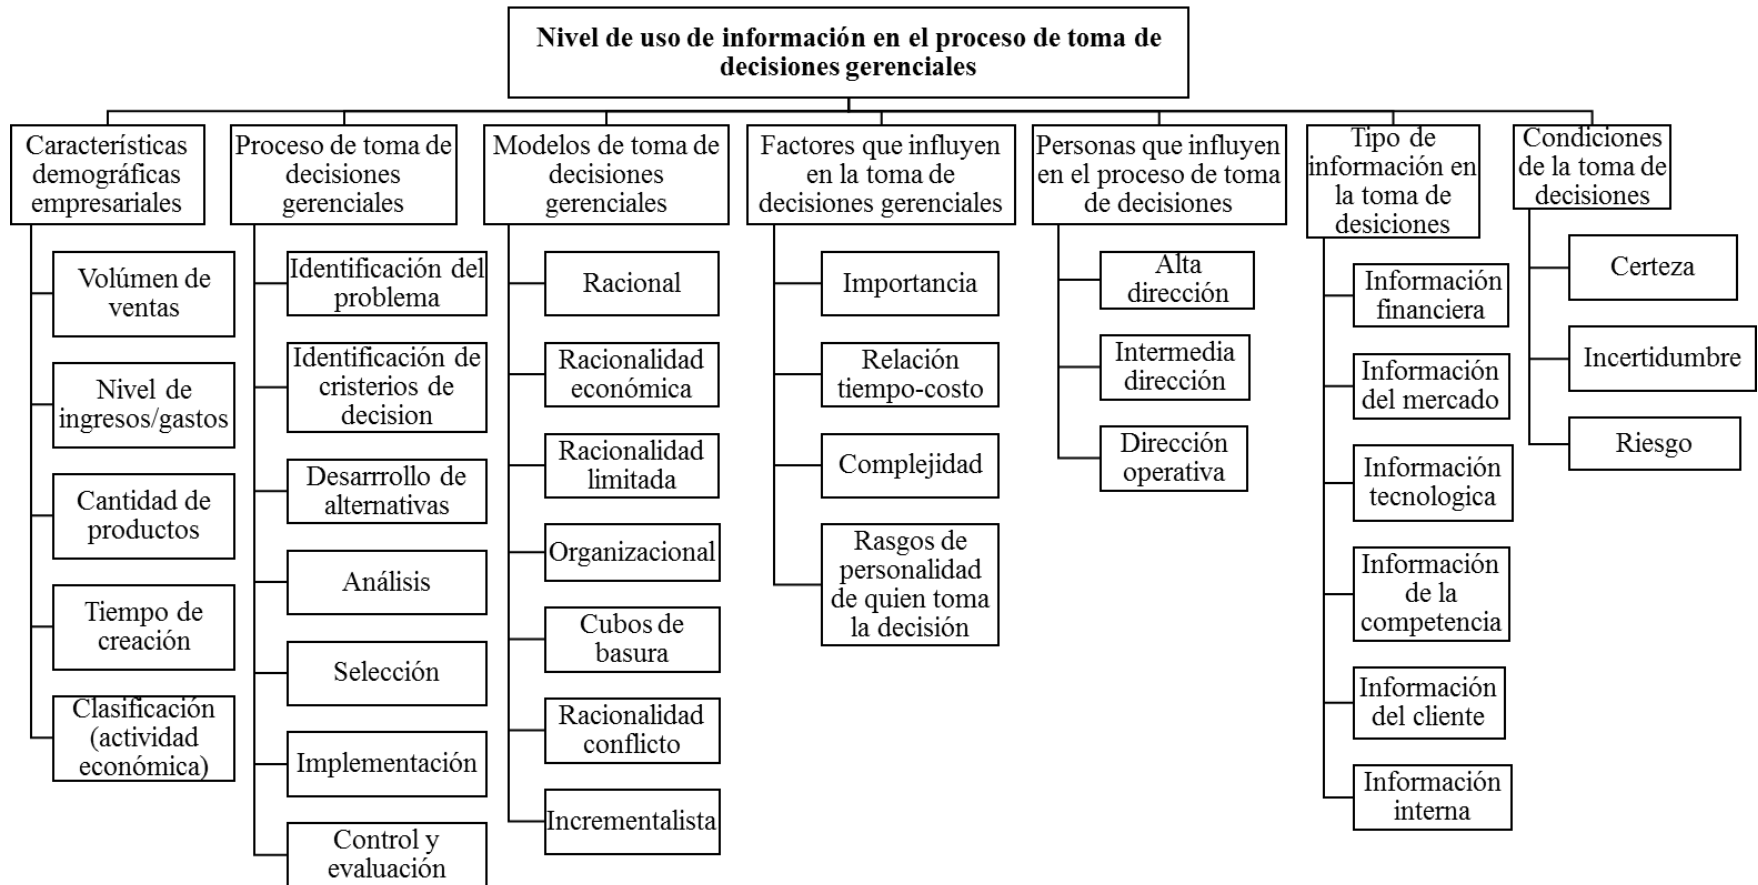 Nivel de uso de información en el proceso de toma de
decisiones gerenciales
Características
demográficas
empresariales
Volúmen de
ventas
Nivel de
ingresos/gastos
Cantidad de
productos
Tiempo de
creación
Clasificación
(actividad
económica)
Proceso de toma de
decisiones
gerenciales
Identificación del
problema
Identificación de
cristerios de
decision
Desarrrollo de
alternativas
Análisis
Selección
Implementación
Control y
evaluación
Modelos de toma de
decisiones
gerenciales
Racional
Racionalidad
económica
Racionalidad
limitada
Organizacional
Cubos de
basura
Racionalidad
conflicto
Incrementalista
Factores que influyen
en la toma de
decisiones gerenciales
Importancia
Relación
tiempo-costo
Complejidad
Rasgos de
personalidad
de quien toma
la decisión
Personas que influyen
en el proceso de toma
de decisiones
Alta
dirección
Intermedia
dirección
Dirección
operativa
Tipo de
información en
la toma de
desiciones
Información
financiera
Información
del mercado
Información
tecnologica
Información
de la
competencia
Información
del cliente
Información
interna
Condiciones
de la toma de
decisiones
Certeza
Incertidumbre
Riesgo